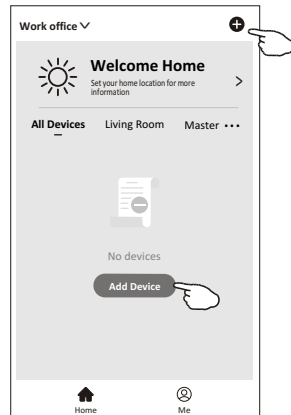 Work office
Welcome Home
Set your home location for more
information
All Devices Living Room Master •••
No devices
Add Device
Home Me